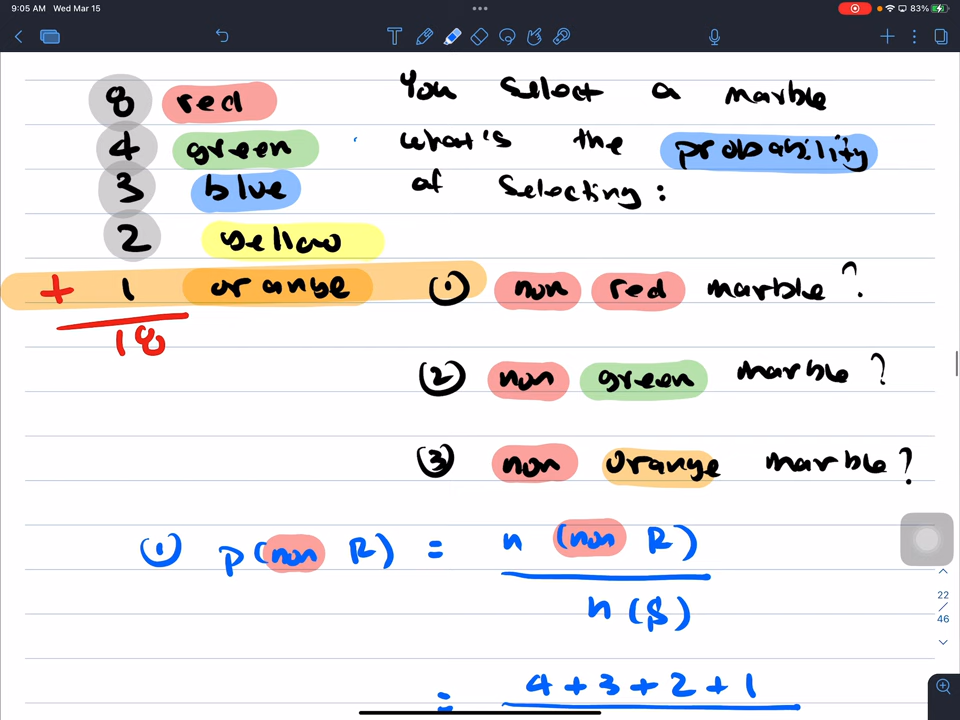 9:05 AM Wed Mar 15
83%
8 red
4 green
3 blue
2 yellow
+ 1 orange
18
You select a marble
what's the probability
of selecting:
① non red marble?
② non green marble?
③ non orange marble?
① p(non R) = n (non R)
n (S)
= 4 + 3 + 2 + 1
22
/
46